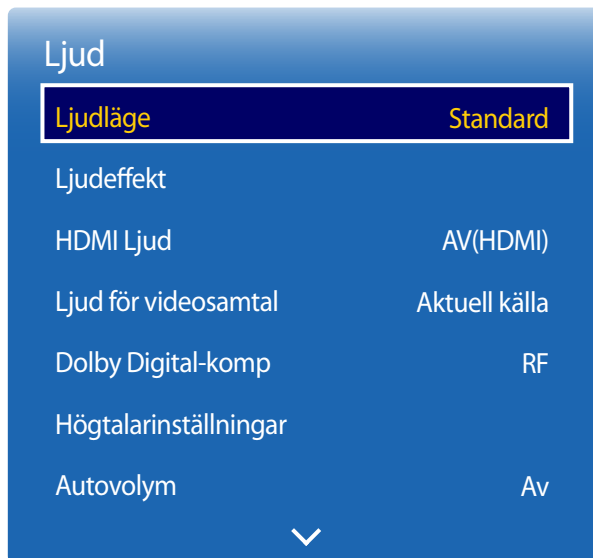 Ljud
Ljudläge Standard
Ljudeffekt
HDMI Ljud AV(HDMI)
Ljud för videosamtal Aktuell källa
Dolby Digital-komp RF
Högtalarinställningar
Autovolym Av